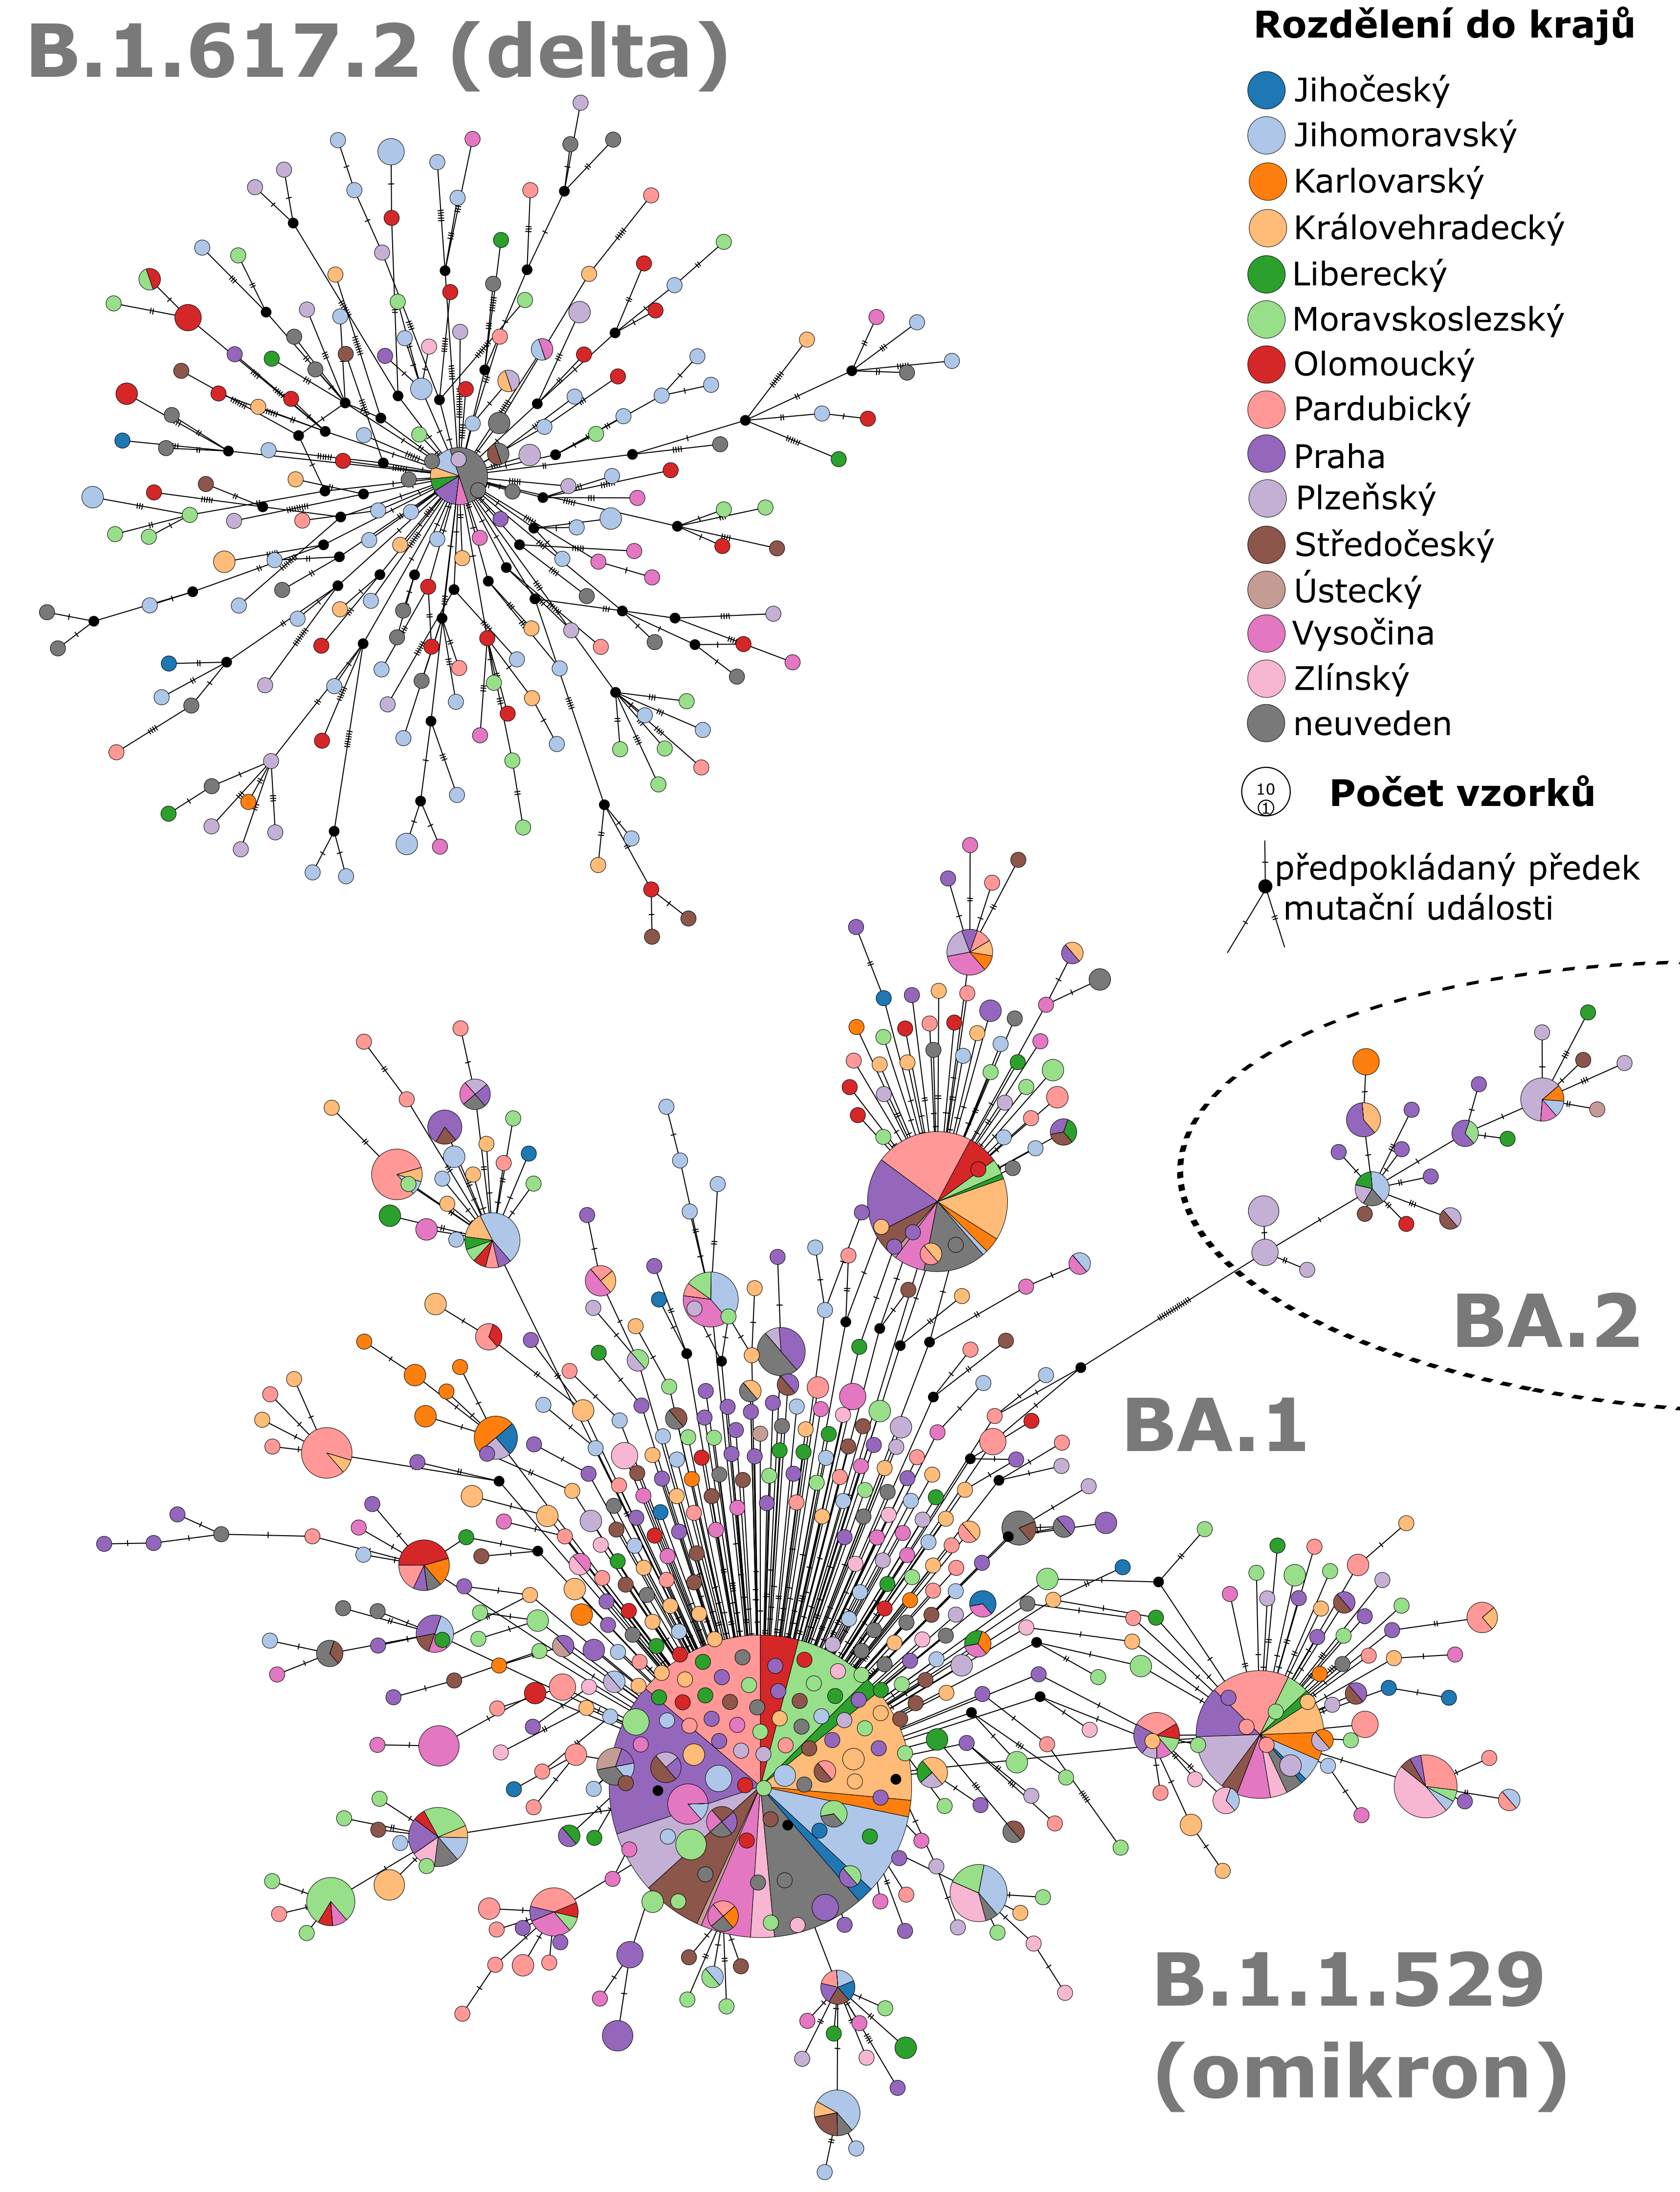 B.1.617.2 (delta)
Rozdělení do krajů
Jihočeský
Jihomoravský
Karlovarský
Královehradecký
Liberecký
Moravskoslezský
Olomoucký
Pardubický
Praha
Plzeňský
Středočeský
Ústecký
Vysočina
Zlínský
neuveden
10
1
Počet vzorků
předpokládaný předek
mutační události
BA.2
BA.1
B.1.1.529
(omikron)